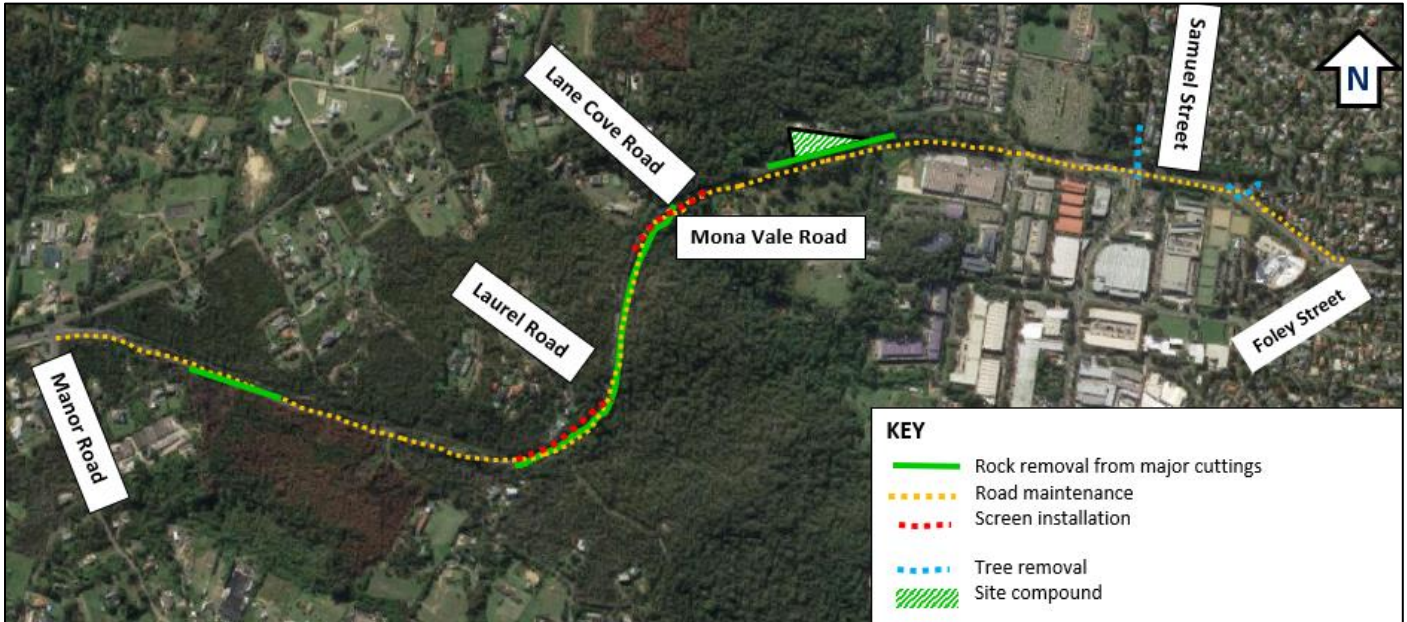 Samuel Street
N
Lane Cove Road
Mona Vale Road
Laurel Road
Foley Street
Manor Road
KEY
Rock removal from major cuttings
Road maintenance
Screen installation
Tree removal
Site compound